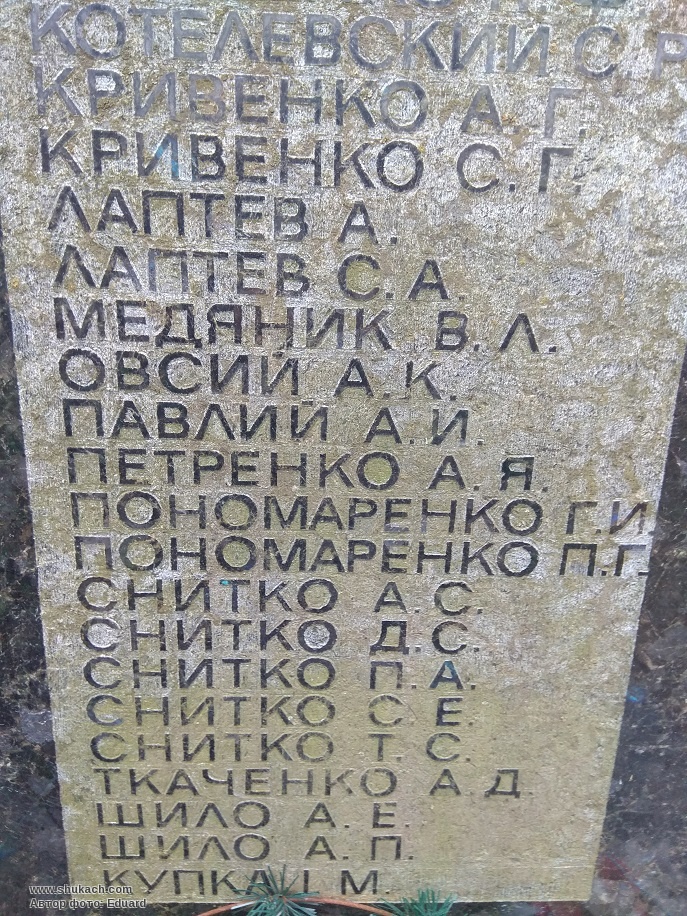 КОТЕЛЕВСКИЙ С. Р
КРИВЕНКО А. Г.
КРИВЕНКО С. Г.
ЛАПТЕВ А.
ЛАПТЕВ С. А.
МЕДЯНИК В. Л.
ОВСИЙ А. К.
ПАВЛИЙ А. И.
ПЕТРЕНКО А. Я.
ПОНОМАРЕНКО Г. И
ПОНОМАРЕНКО П. Г.
СНИТКО А. С.
СНИТКО Д. С.
СНИТКО П. А.
СНИТКО С Е.
СНИТКО Т. С.
ТКАЧЕНКО А Д.
ШИЛО А. Е.
ШИЛО А. П.
КУПКА І М.
www.shukach.com
Автор фото: Eduard